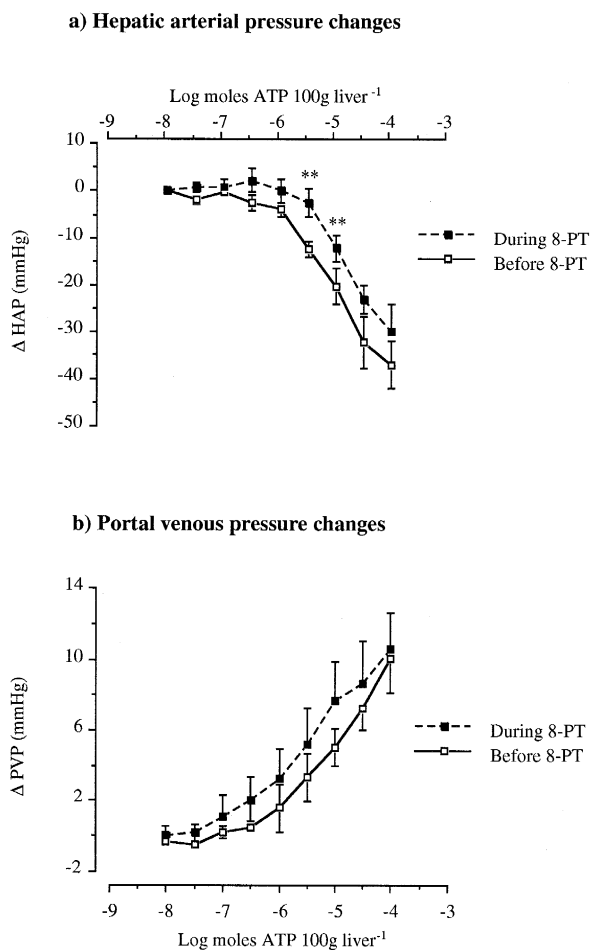 a) Hepatic arterial pressure changes
Log moles ATP 100g liver-1
-9 -8 -7 -6 -5 -4 -3
10
0
-10
-20
-30
-40
-50
Δ HAP (mmHg)
**
**
During 8-PT
Before 8-PT
b) Portal venous pressure changes
14
10
6
2
-2
Δ PVP (mmHg)
During 8-PT
Before 8-PT
-9 -8 -7 -6 -5 -4 -3
Log moles ATP 100g liver-1